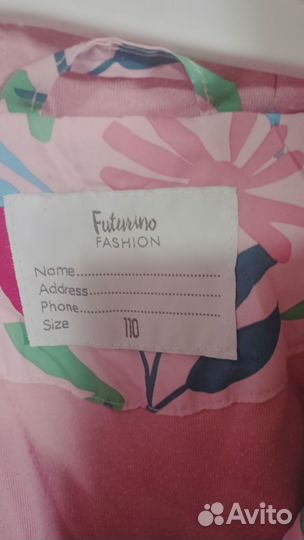 Futurino
FASHION
Name..............................
Address..........................
Phone.............................
Size 110
Avito